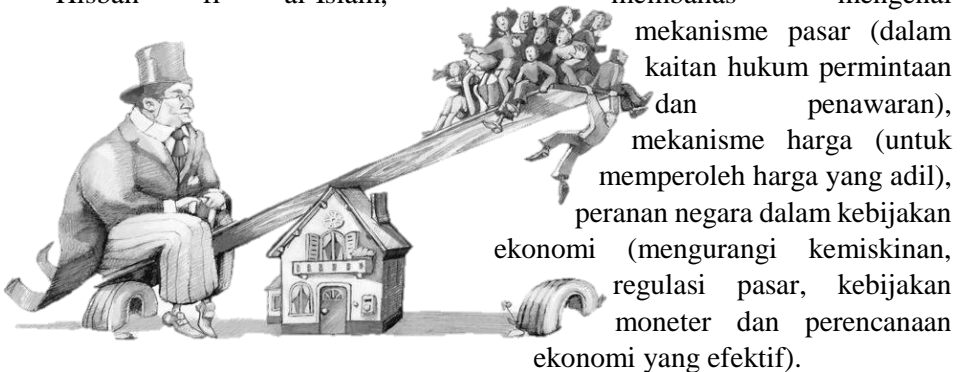 Hisbah fi al-Islam, membahas mengenai
mekanisme pasar (dalam
kaitan hukum permintaan
dan penawaran),
mekanisme harga (untuk
memperoleh harga yang adil),
peranan negara dalam kebijakan
ekonomi (mengurangi kemiskinan,
regulasi pasar, kebijakan
moneter dan perencanaan
ekonomi yang efektif).